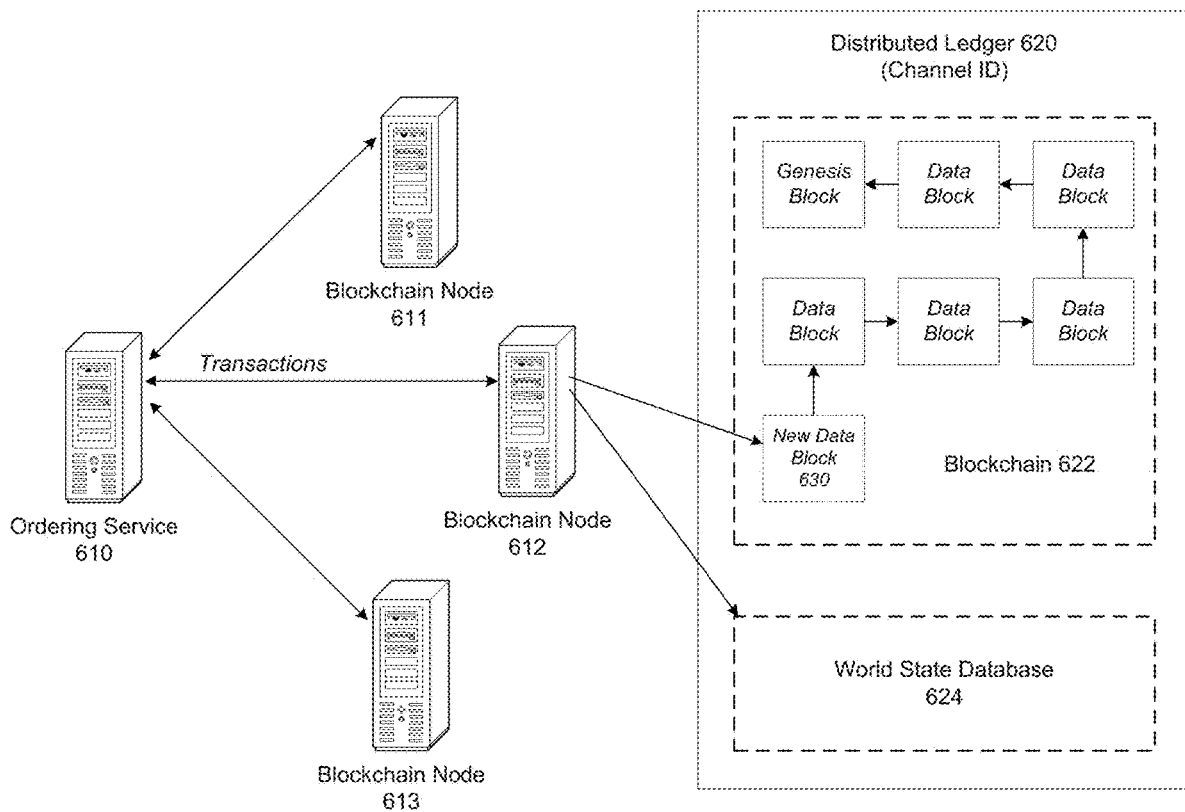 Distributed Ledger 620
(Channel ID)
Genesis
Block
Data
Block
Data
Block
Blockchain Node
611
Data
Block
Data
Block
Data
Block
Transactions
New Data
Block
630
Blockchain 622
Ordering Service
610
Blockchain Node
612
World State Database
624
Blockchain Node
613